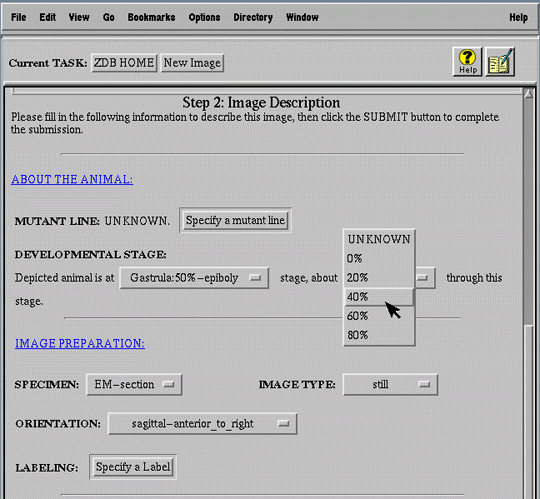 File Edit View Go Bookmarks Options Directory Window Help
Current TASK: ZDB HOME New Image Help
Step 2: Image Description
Please fill in the following information to describe this image, then click the SUBMIT button to complete
the submission.
ABOUT THE ANIMAL:
MUTANT LINE: UNKNOWN. Specify a mutant line
DEVELOPMENTAL STAGE:
Depicted animal is at Gastrula:50%-epiboly stage, about through this
stage.
UNKNOWN
0%
20%
40%
60%
80%
IMAGE PREPARATION:
SPECIMEN: EM-section IMAGE TYPE: still
ORIENTATION: sagittal-anterior_to_right
LABELING: Specify a Label